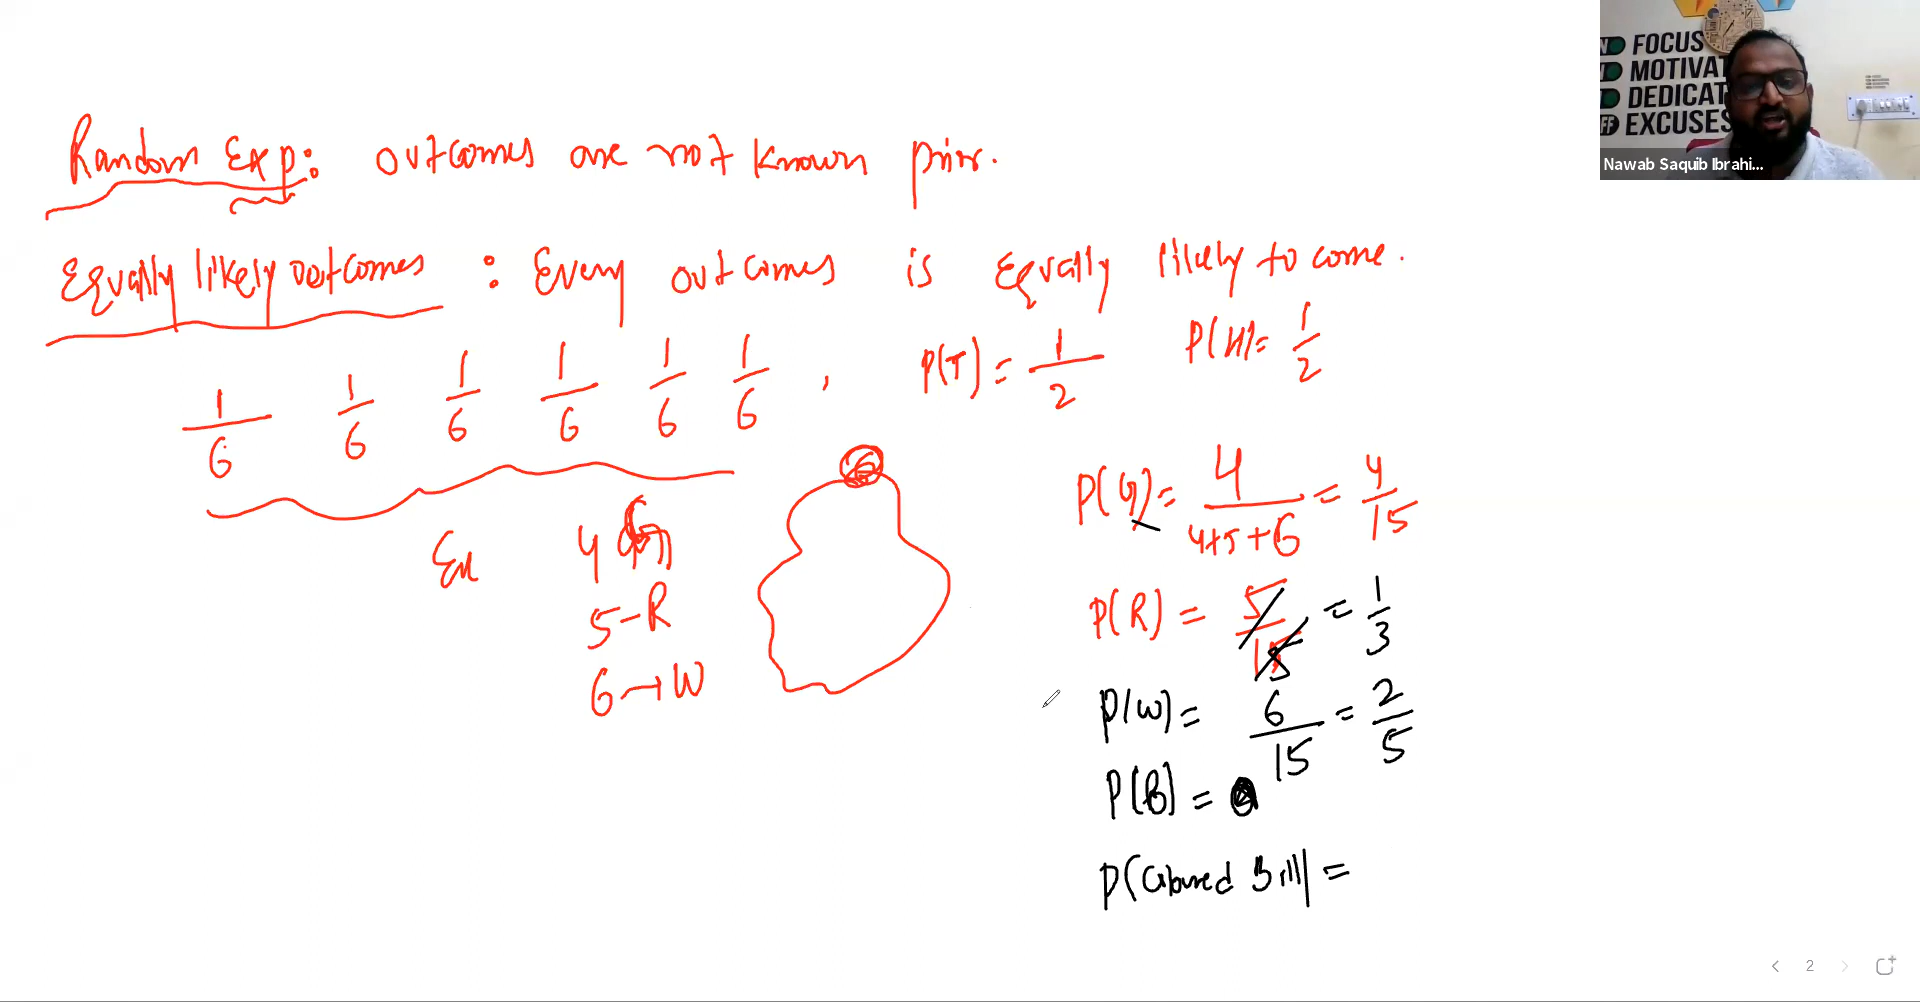 Random Exp: outcomes are not known prior.
Equally likely outcomes : Every outcomes is Equally likely to come.
1/6 1/6 1/6 1/6 1/6 1/6 , P(T) = 1/2 P(H) = 1/2
Ex 4 G
5 - R
6 → W
G
P(G) = 4/(4+5+6) = 4/15
P(R) = 5/15 = 1/3
P(W) = 6/15 = 2/5
P(B) =
P(Coloured Ball) =
FOCUS
MOTIVAT
DEDICAT
EXCUSES
Nawab Saquib Ibrahi...
2